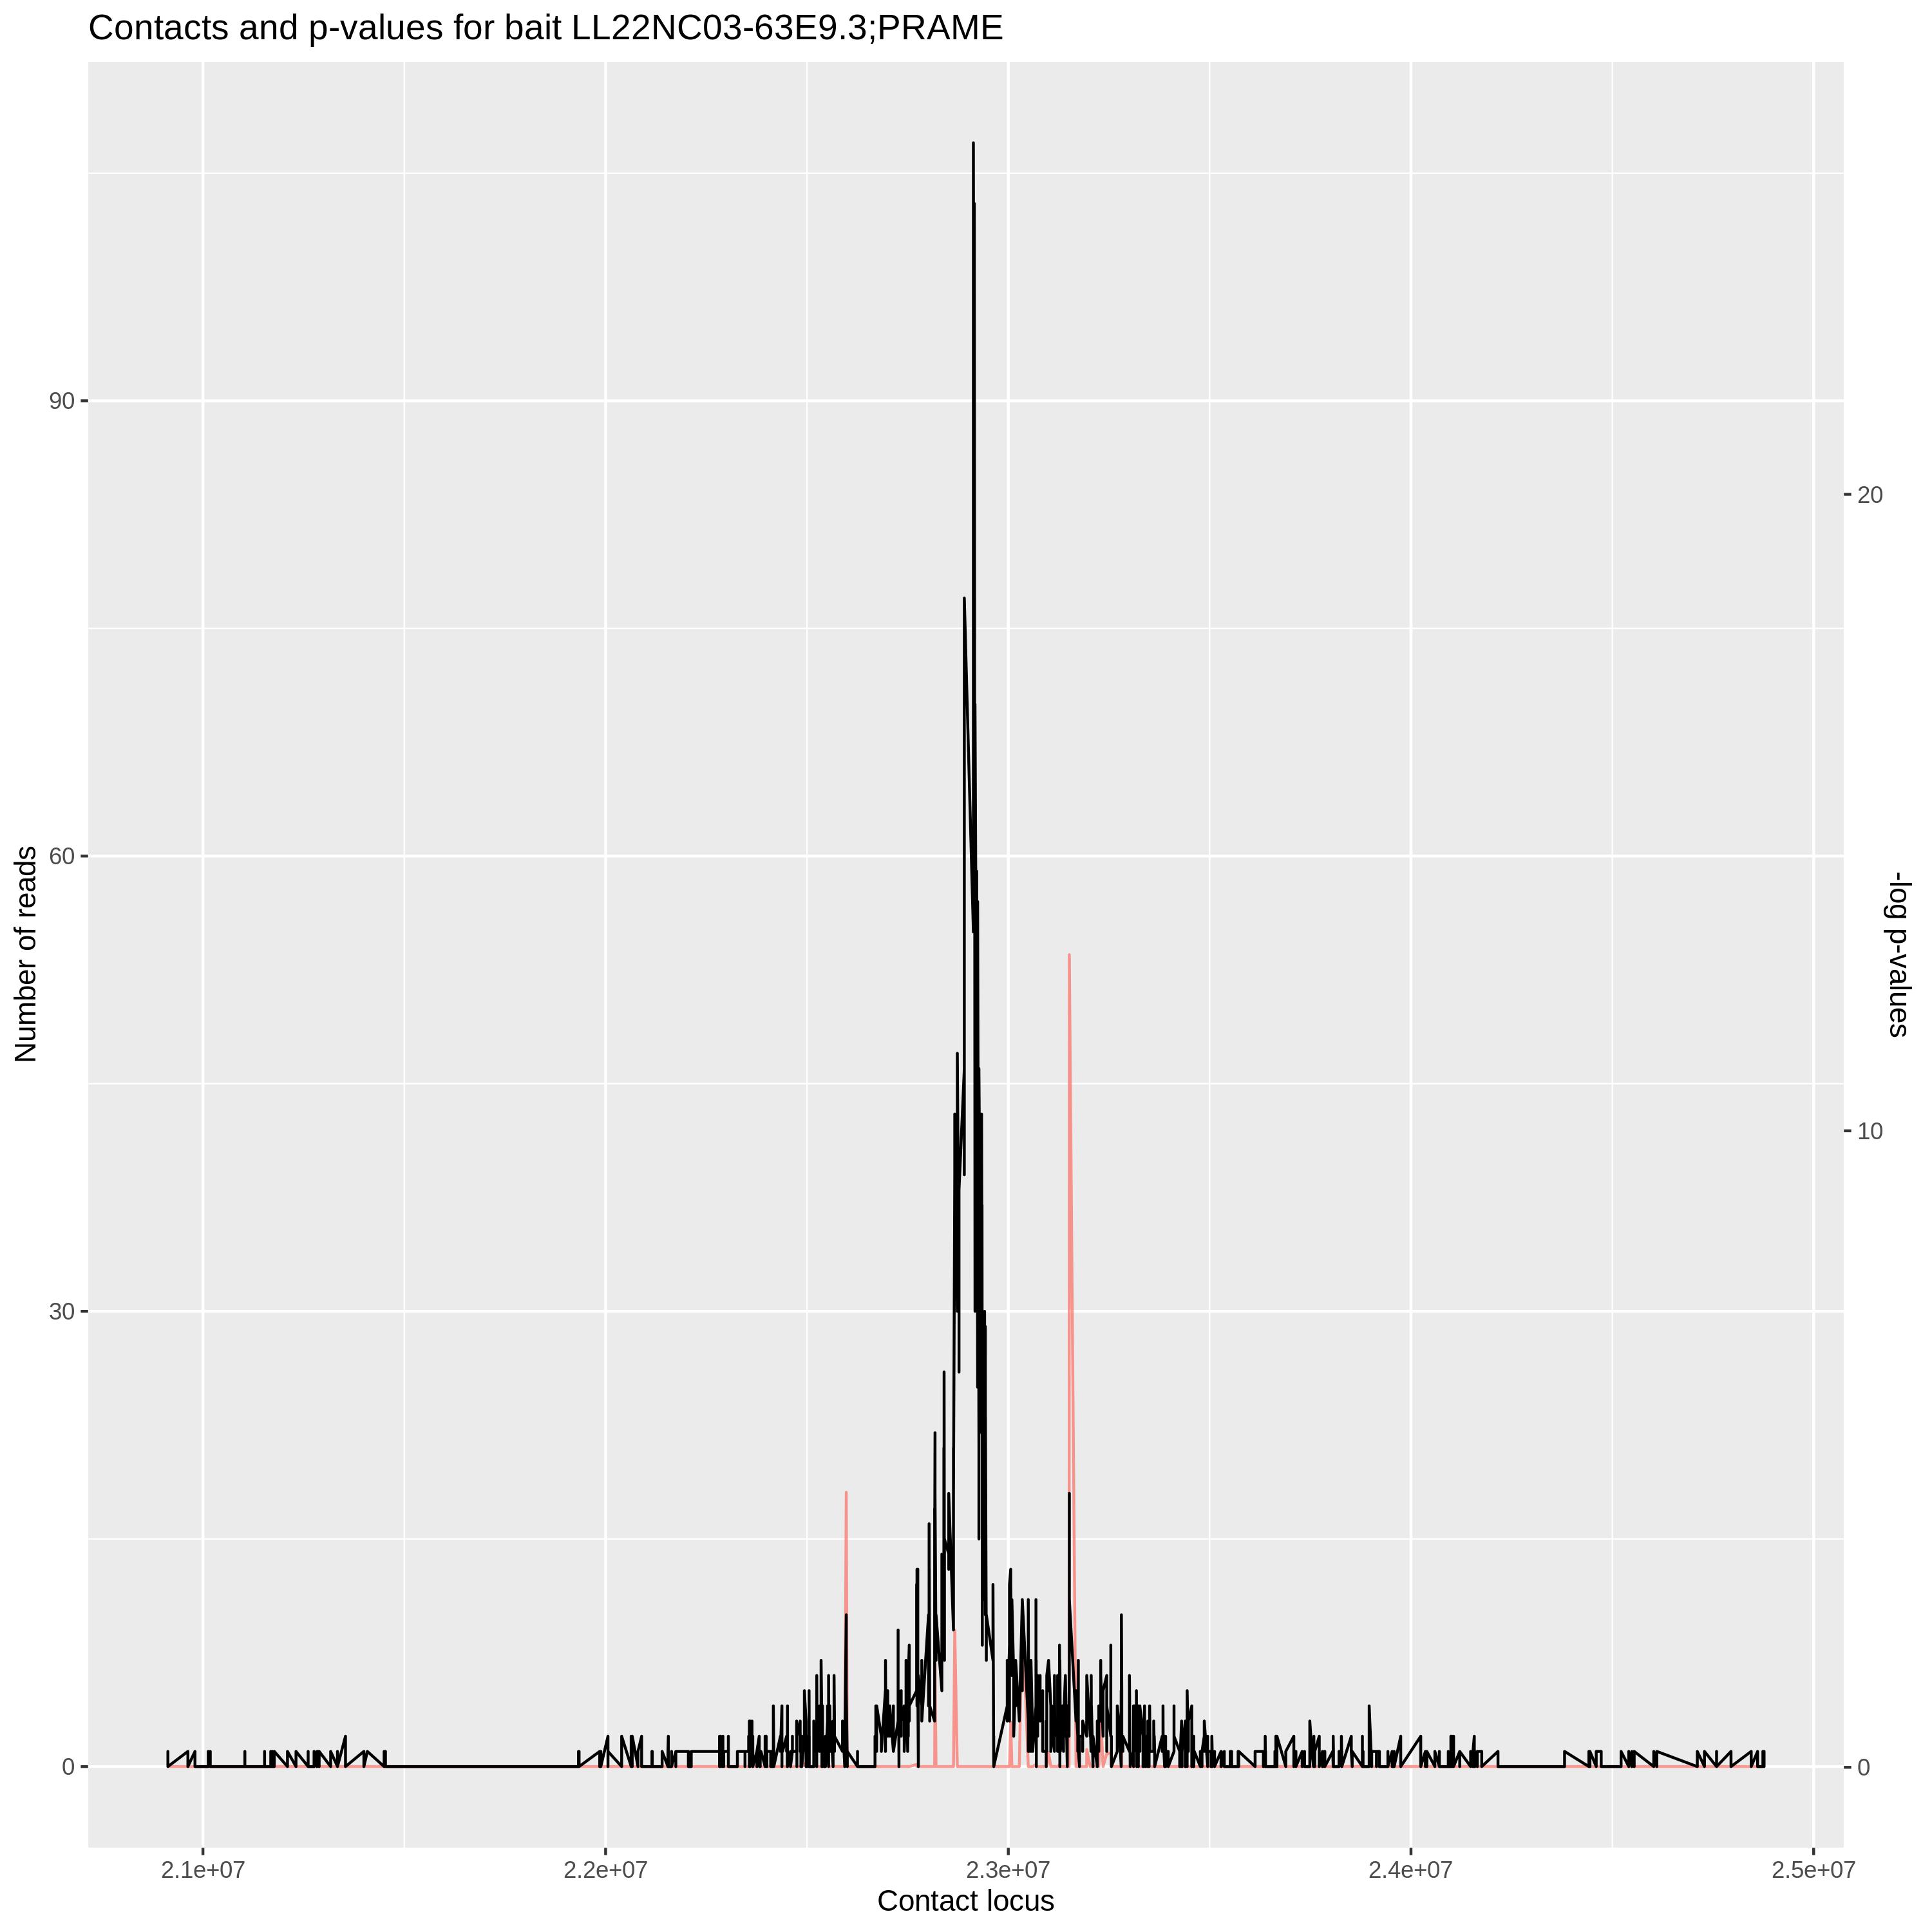 Contacts and p-values for bait LL22NC03-63E9.3;PRAME
90
60
30
0
Number of reads
20
10
0
-log p-values
2.1e+07
2.2e+07
2.3e+07
2.4e+07
2.5e+07
Contact locus